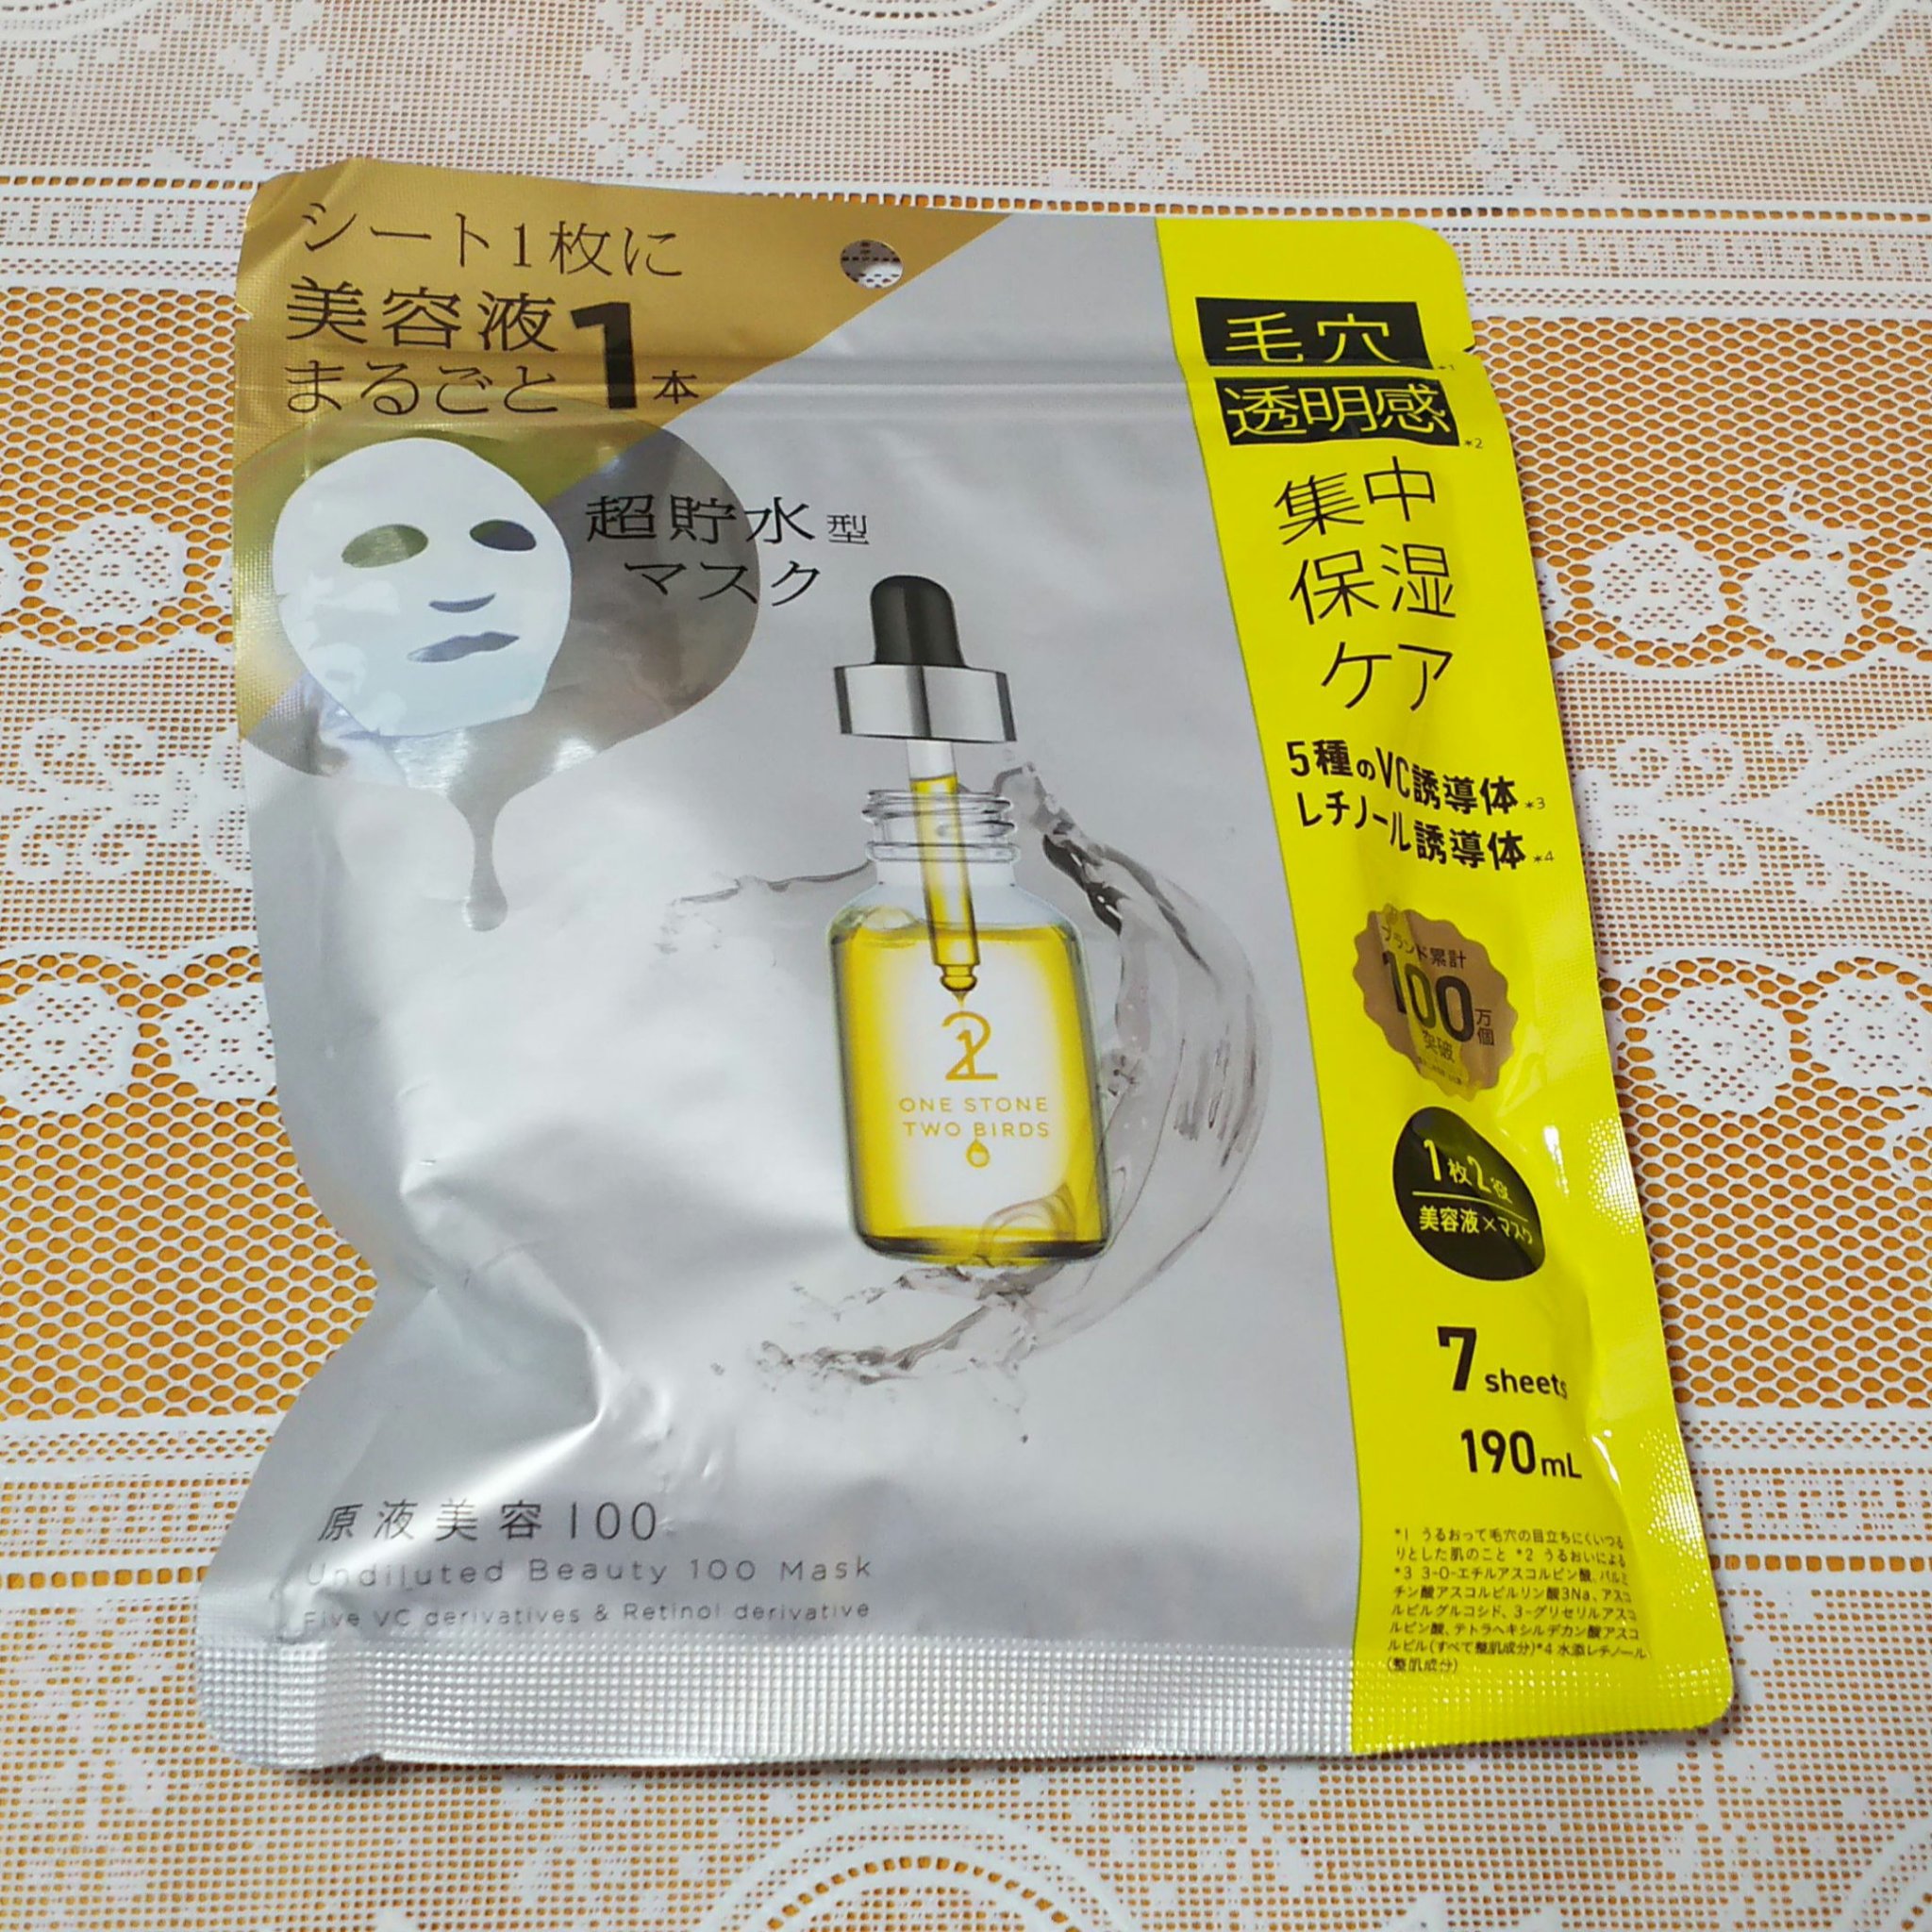 シート1枚に
美容液
まるごと1本
超貯水型
マスク
毛穴*1
透明感*2
集中
保湿
ケア
5種のVC誘導体*3
レチノール誘導体*4
ブランド累計
100万個
突破
1枚2役
美容液×マスク
7 sheets
190mL
ONE STONE
TWO BIRDS
原液美容100
Undiluted Beauty 100 Mask
Five VC derivatives & Retinol derivative
*1 うるおって毛穴の目立ちにくいつる
りとした肌のこと *2 うるおいによる
*3 3-O-エチルアスコルビン酸、パルミ
チン酸アスコルビルリン酸3Na、アスコ
ルビルグルコシド、3-グリセリルアスコ
ルビン酸、テトラヘキシルデカン酸アスコ
ルビル(すべて整肌成分)*4 水添レチノール
(整肌成分)